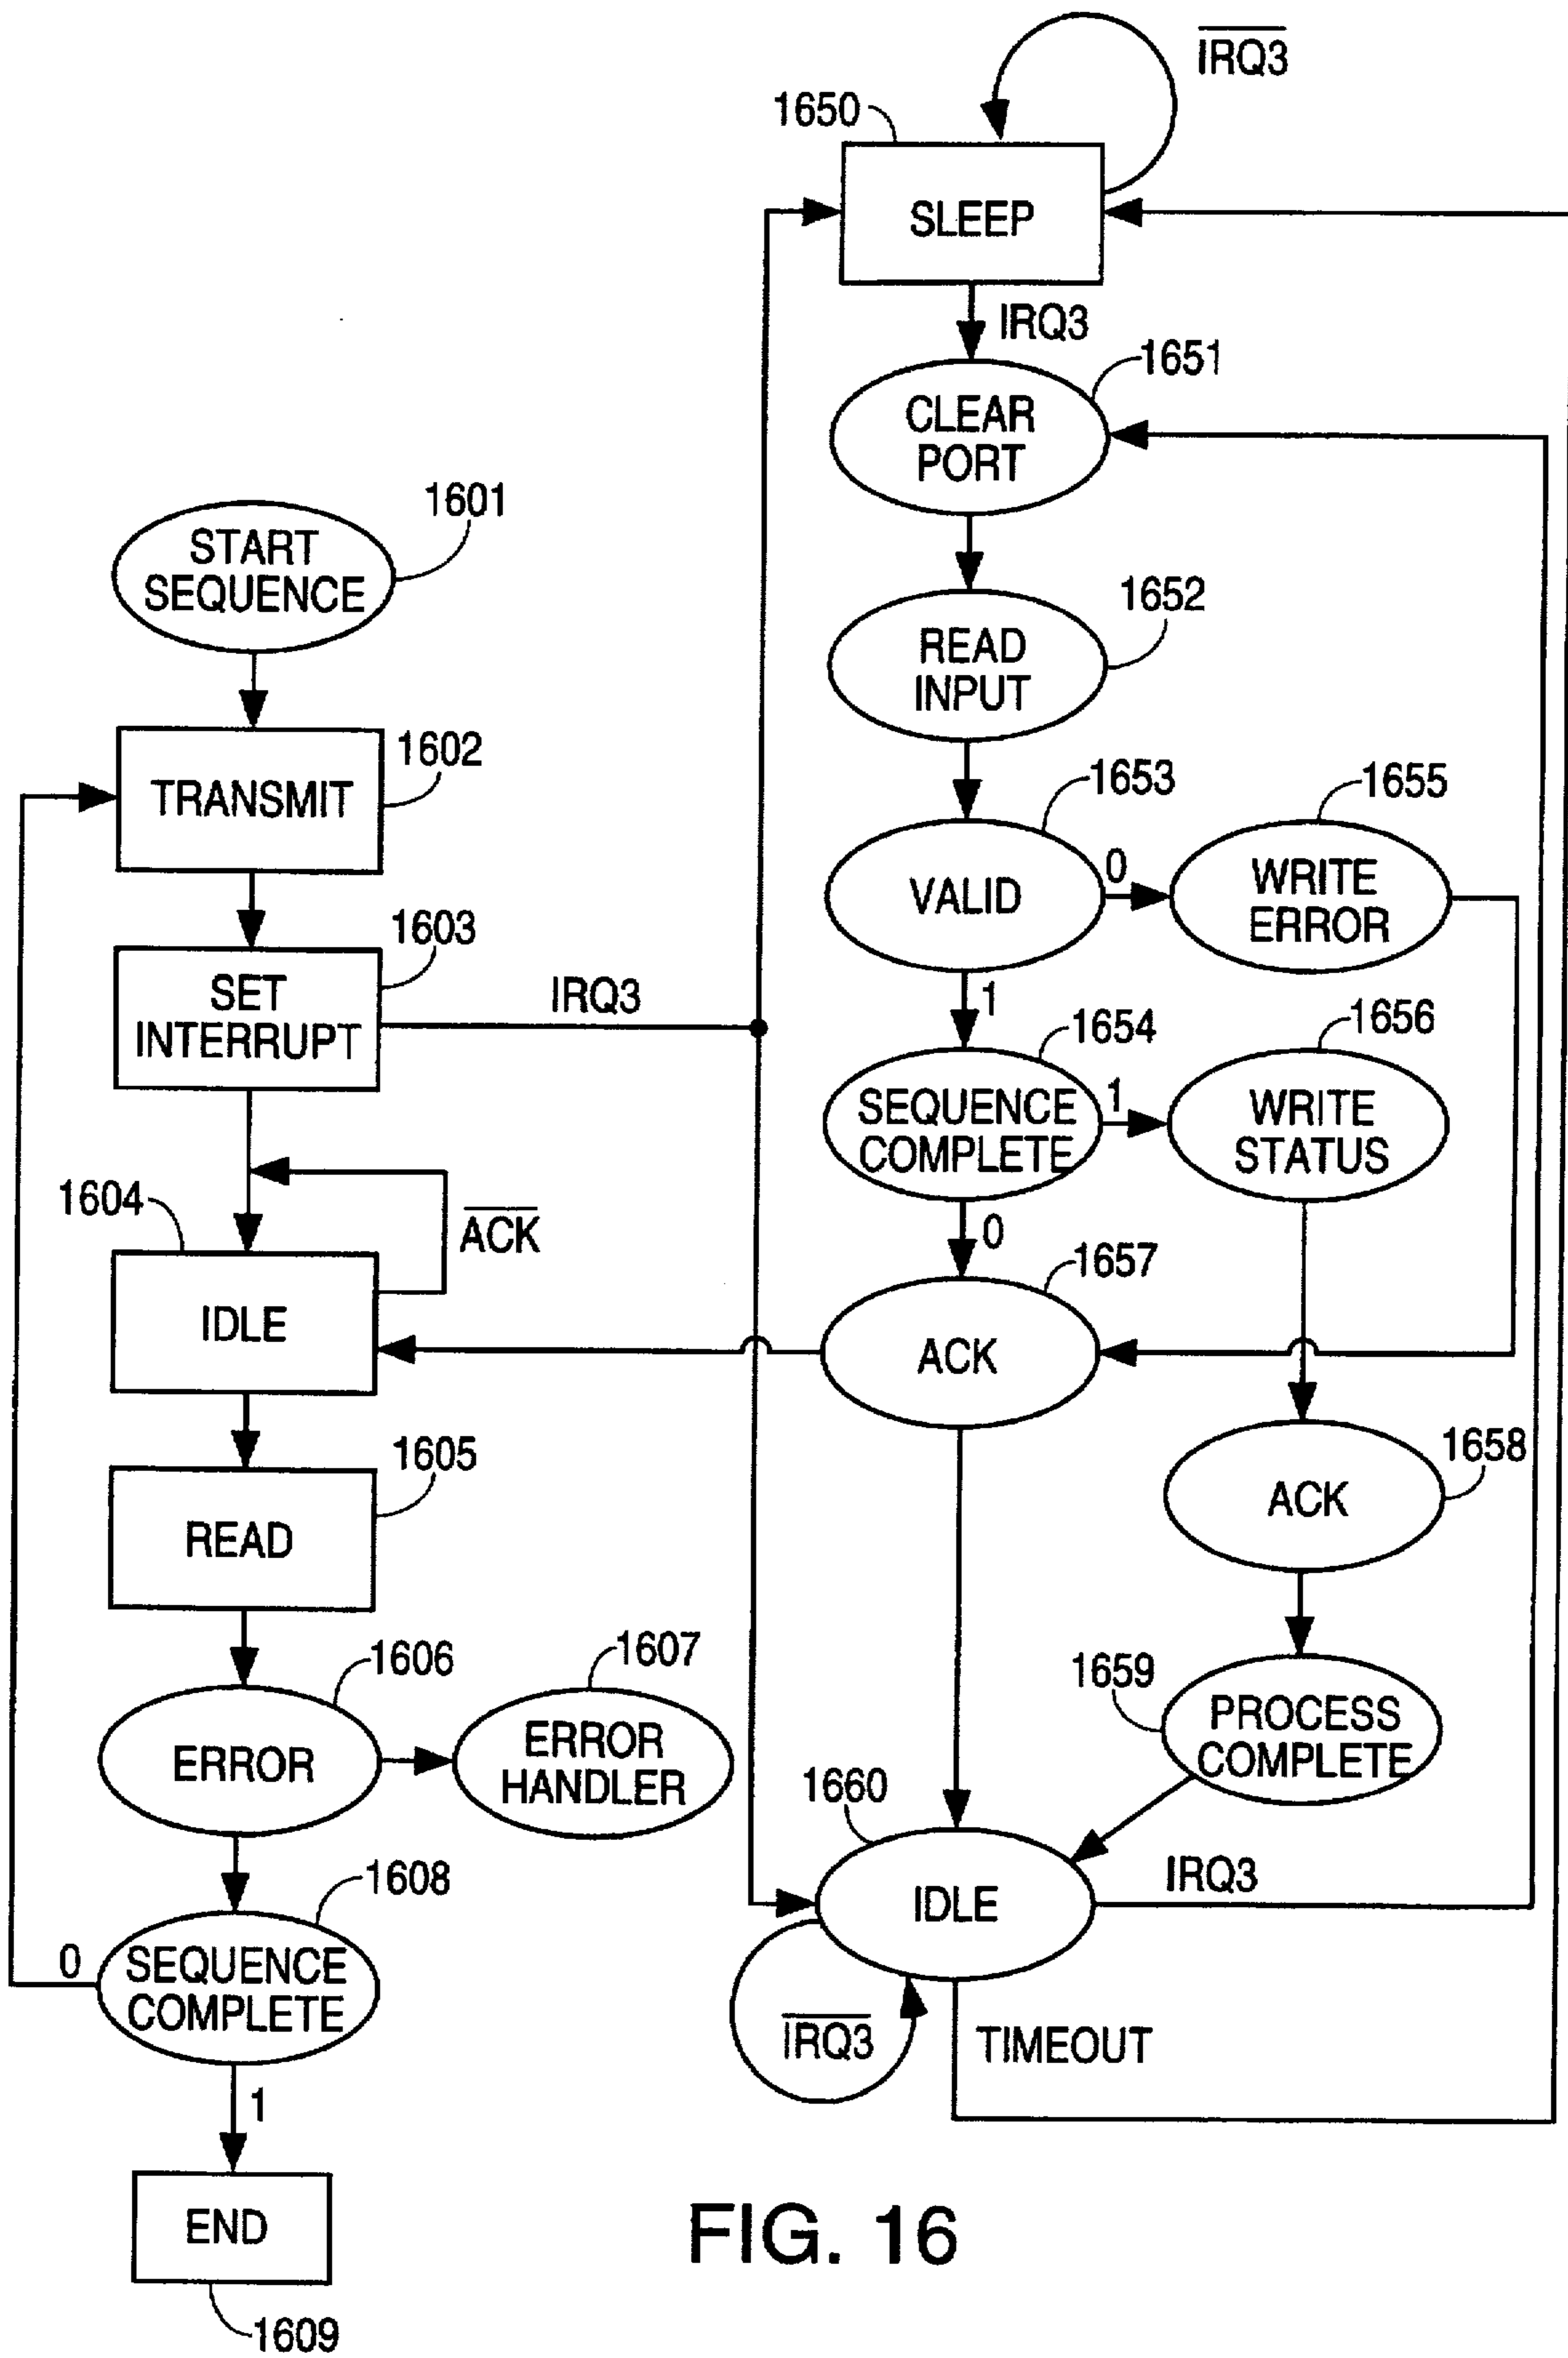 IRQ3
1650
SLEEP
IRQ3
1651
CLEAR
PORT
1601
START
SEQUENCE
1652
READ
INPUT
1602
TRANSMIT
1653
VALID
0
1655
WRITE
ERROR
1603
SET
INTERRUPT
IRQ3
1
1654
SEQUENCE
COMPLETE
1
1656
WRITE
STATUS
1604
IDLE
ACK
0
1657
ACK
1605
READ
1658
ACK
1606
ERROR
1607
ERROR
HANDLER
1659
PROCESS
COMPLETE
1660
IDLE
IRQ3
1608
0
SEQUENCE
COMPLETE
IRQ3
TIMEOUT
1
END
1609
FIG. 16